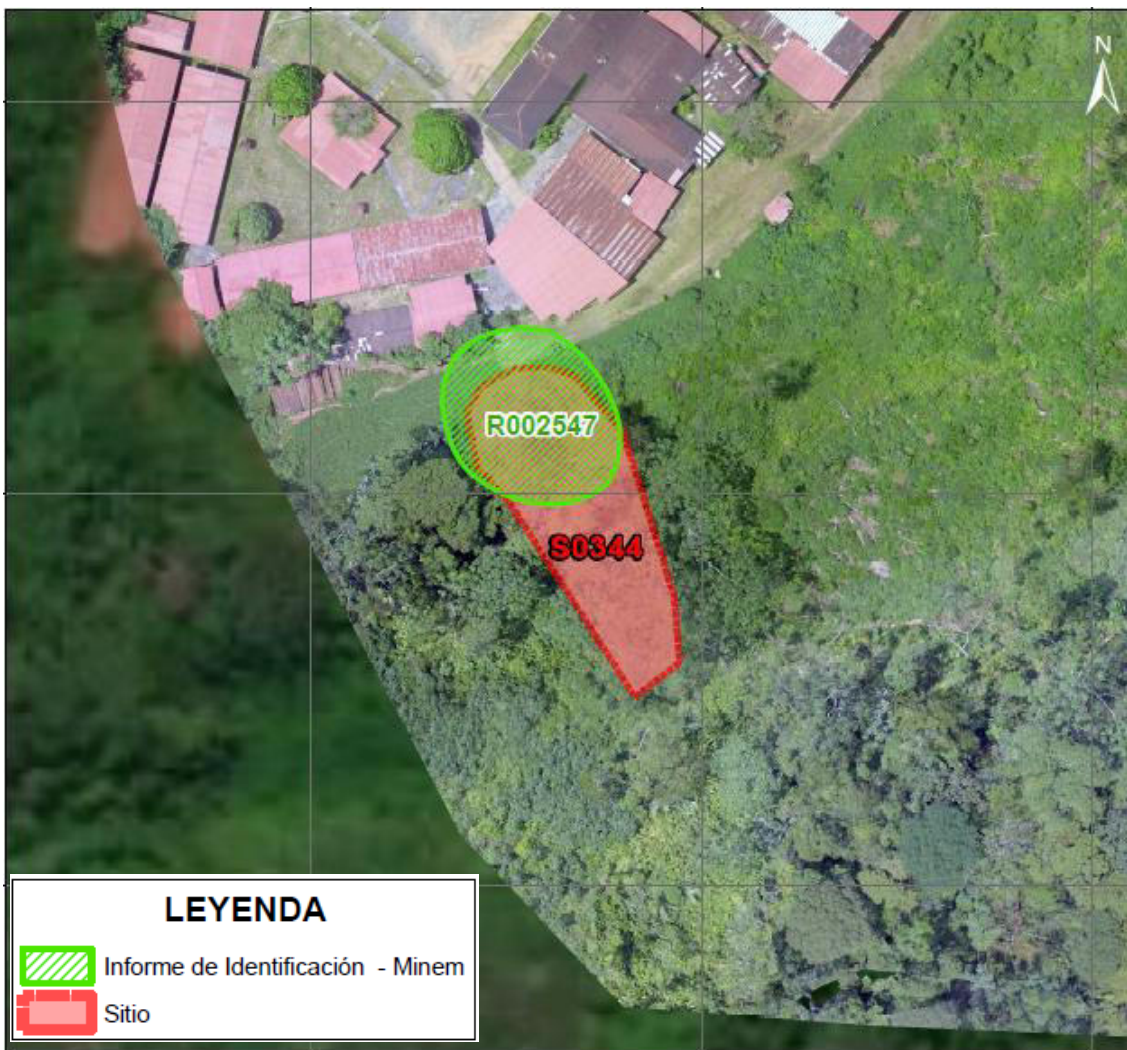 N
R002547
S0344
LEYENDA
Informe de Identificación - Minem
Sitio